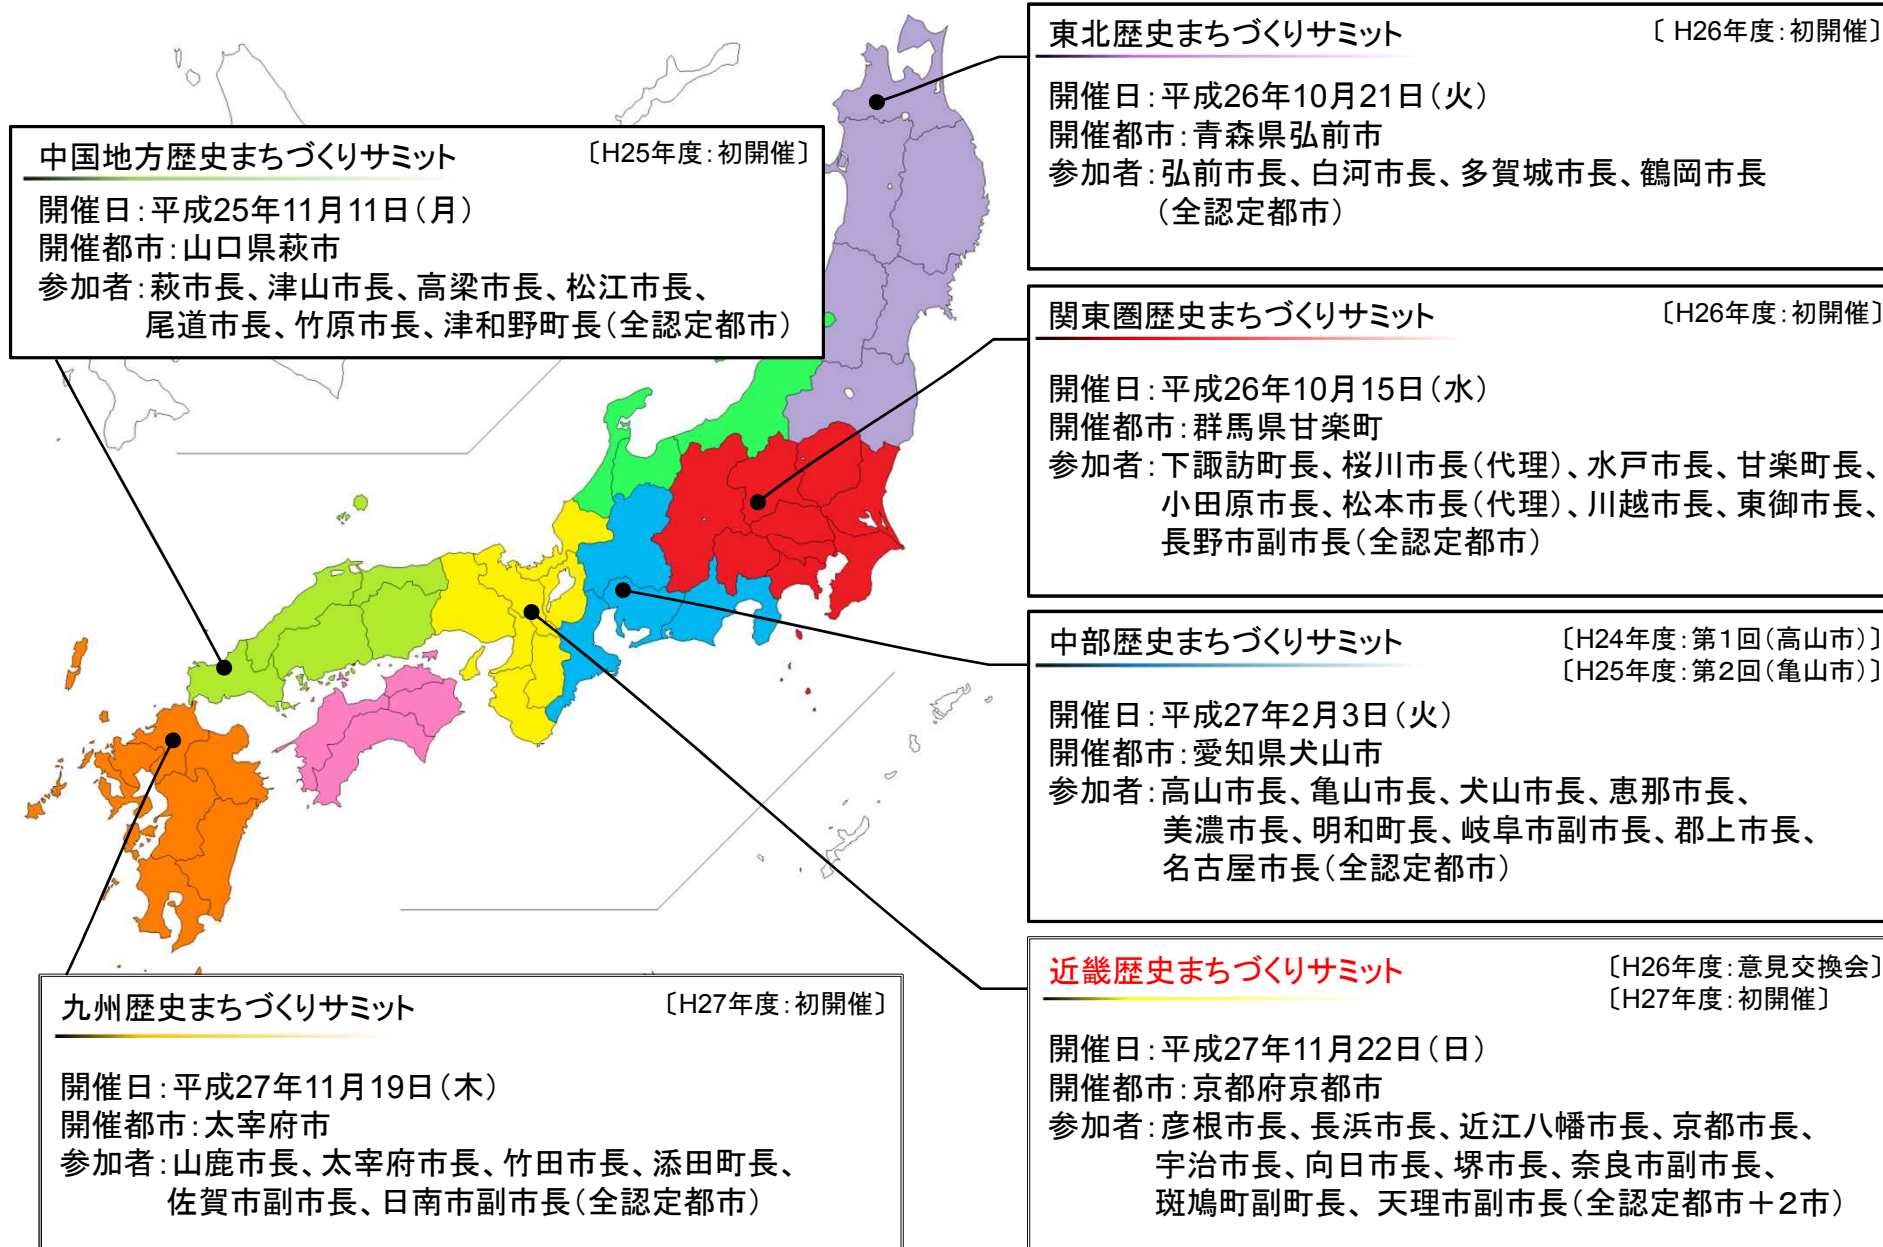 東北歴史まちづくりサミット
〔 H26年度：初開催〕
開催日：平成26年10月21日（火）
開催都市：青森県弘前市
参加者：弘前市長、白河市長、多賀城市長、鶴岡市長
（全認定都市）
中国地方歴史まちづくりサミット
〔H25年度：初開催〕
開催日：平成25年11月11日（月）
開催都市：山口県萩市
参加者：萩市長、津山市長、高梁市長、松江市長、
尾道市長、竹原市長、津和野町長（全認定都市）
関東圏歴史まちづくりサミット
〔H26年度：初開催〕
開催日：平成26年10月15日（水）
開催都市：群馬県甘楽町
参加者：下諏訪町長、桜川市長（代理）、水戸市長、甘楽町長、
小田原市長、松本市長（代理）、川越市長、東御市長、
長野市副市長（全認定都市）
中部歴史まちづくりサミット
〔H24年度：第１回（高山市）〕
〔H25年度：第２回（亀山市）〕
開催日：平成27年2月3日（火）
開催都市：愛知県犬山市
参加者：高山市長、亀山市長、犬山市長、恵那市長、
美濃市長、明和町長、岐阜市副市長、郡上市長、
名古屋市長（全認定都市）
近畿歴史まちづくりサミット
〔H26年度：意見交換会〕
〔H27年度：初開催〕
開催日：平成27年11月22日（日）
開催都市：京都府京都市
参加者：彦根市長、長浜市長、近江八幡市長、京都市長、
宇治市長、向日市長、堺市長、奈良市副市長、
斑鳩町副町長、 天理市副市長（全認定都市＋２市）
九州歴史まちづくりサミット
〔H27年度：初開催〕
開催日：平成27年11月19日（木）
開催都市：太宰府市
参加者：山鹿市長、太宰府市長、竹田市長、添田町長、
佐賀市副市長、日南市副市長（全認定都市）